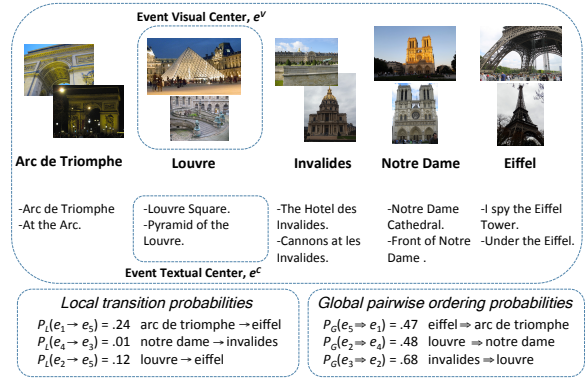 Event Visual Center, e^V
Arc de Triomphe
Louvre
Invalides
Notre Dame
Eiffel
-Arc de Triomphe
-At the Arc.
-Louvre Square.
-Pyramid of the
Louvre.
-The Hotel des
Invalides.
-Cannons at les
Invalides.
-Notre Dame
Cathedral.
-Front of Notre
Dame .
-I spy the Eiffel
Tower.
-Under the Eiffel.
Event Textual Center, e^C
Local transition probabilities
P_L(e_1 → e_5) = .24 arc de triomphe → eiffel
P_L(e_4 → e_3) = .01 notre dame → invalides
P_L(e_2 → e_5) = .12 louvre → eiffel
Global pairwise ordering probabilities
P_G(e_5 ⇒ e_1) = .47 eiffel ⇒ arc de triomphe
P_G(e_2 ⇒ e_4) = .48 louvre ⇒ notre dame
P_G(e_3 ⇒ e_2) = .68 invalides ⇒ louvre